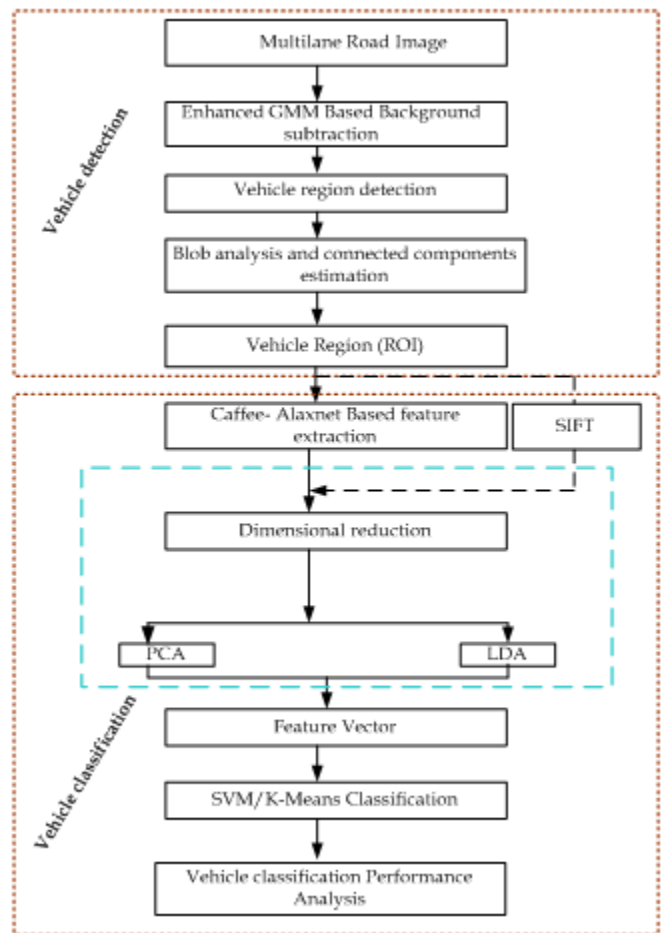 Multilane Road Image
Enhanced GMM Based Background
subtraction
Vehicle detection
Vehicle region detection
Blob analysis and connected components
estimation
Vehicle Region (ROI)
Caffee- Alaxnet Based feature
extraction
SIFT
Dimensional reduction
PCA
LDA
Feature Vector
Vehicle classification
SVM/K-Means Classification
Vehicle classification Performance
Analysis